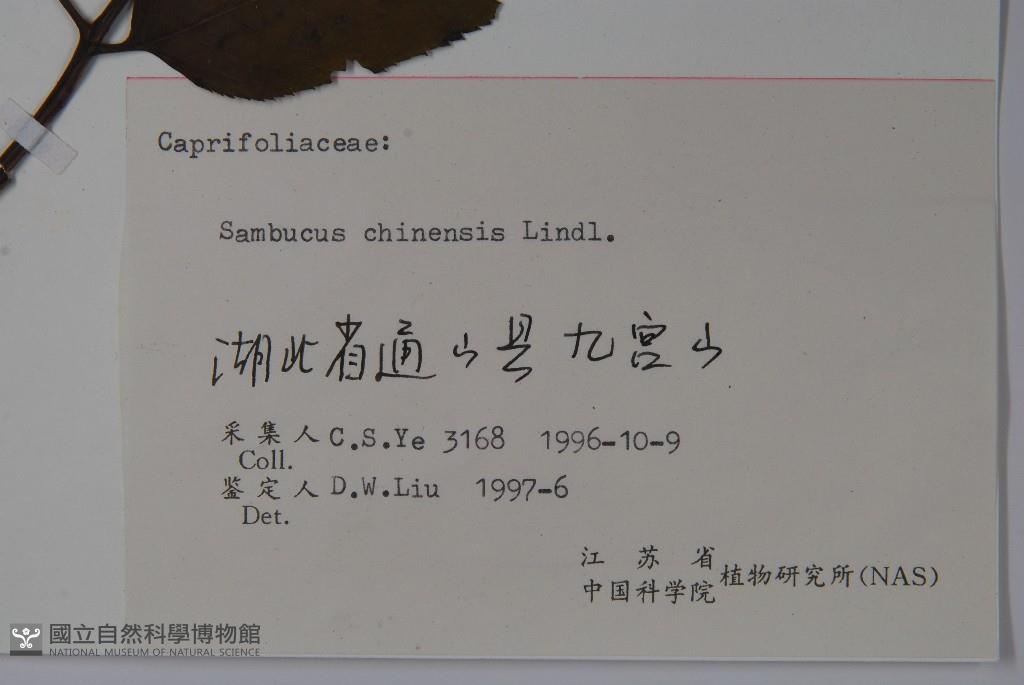 Caprifoliaceae:
Sambucus chinensis Lindl.
湖北省通山县九宫山
采集人 C.S.Ye 3168 1996-10-9
Coll.
鉴定人 D.W.Liu 1997-6
Det.
江苏省
中国科学院 植物研究所(NAS)
國立自然科學博物館
NATIONAL MUSEUM OF NATURAL SCIENCE